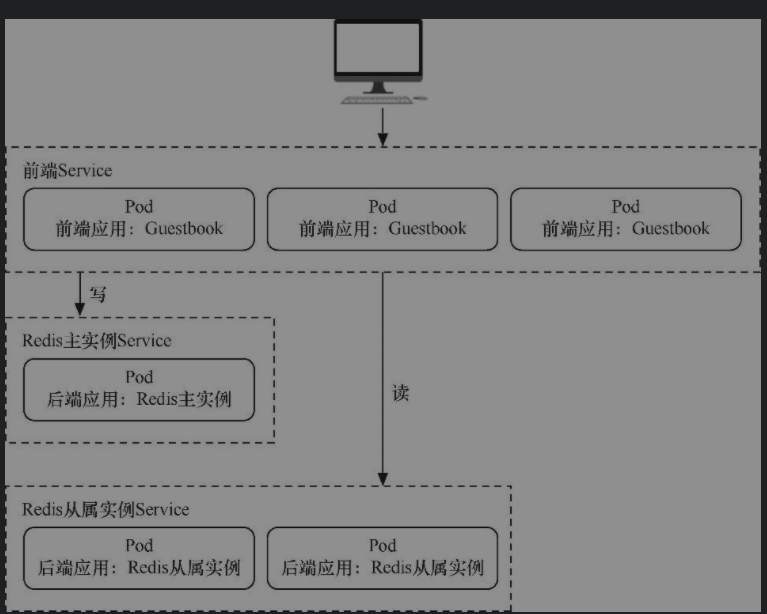 前端Service
Pod
前端应用：Guestbook
Pod
前端应用：Guestbook
Pod
前端应用：Guestbook
写
Redis主实例Service
Pod
后端应用：Redis主实例
读
Redis从属实例Service
Pod
后端应用：Redis从属实例
Pod
后端应用：Redis从属实例